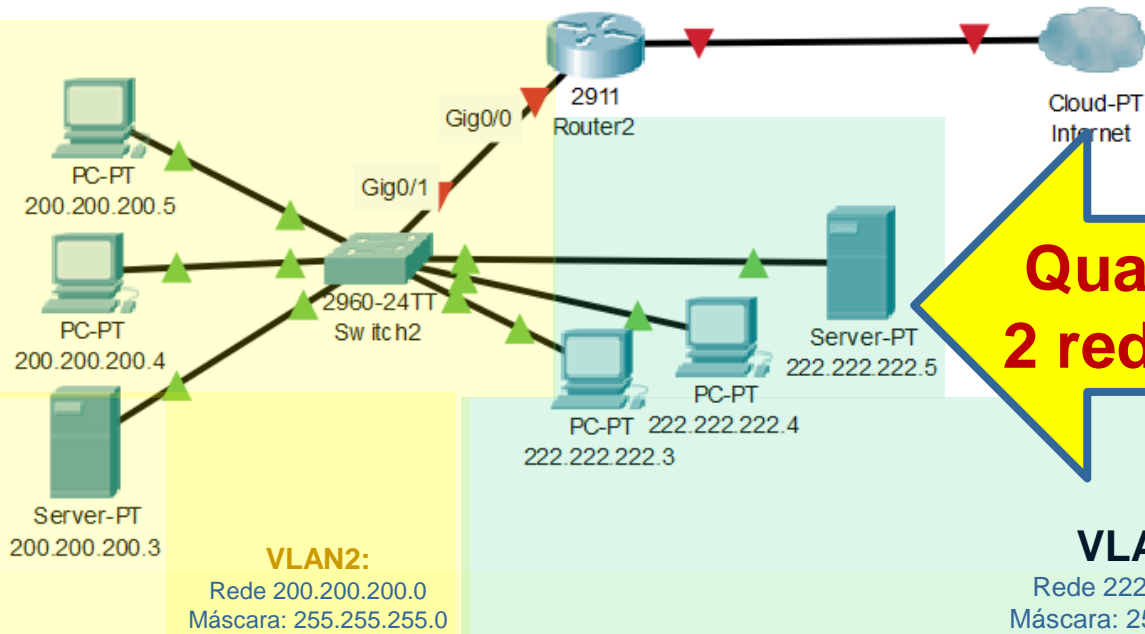 2911
Router2
Cloud-PT
Internet
Gig0/0
Gig0/1
PC-PT
200.200.200.5
PC-PT
200.200.200.4
2960-24TT
Switch2
Server-PT
222.222.222.5
PC-PT
222.222.222.4
PC-PT
222.222.222.3
Server-PT
200.200.200.3
2 red
VLAN2:
Rede 200.200.200.0
Máscara: 255.255.255.0
Rede 222
Máscara: